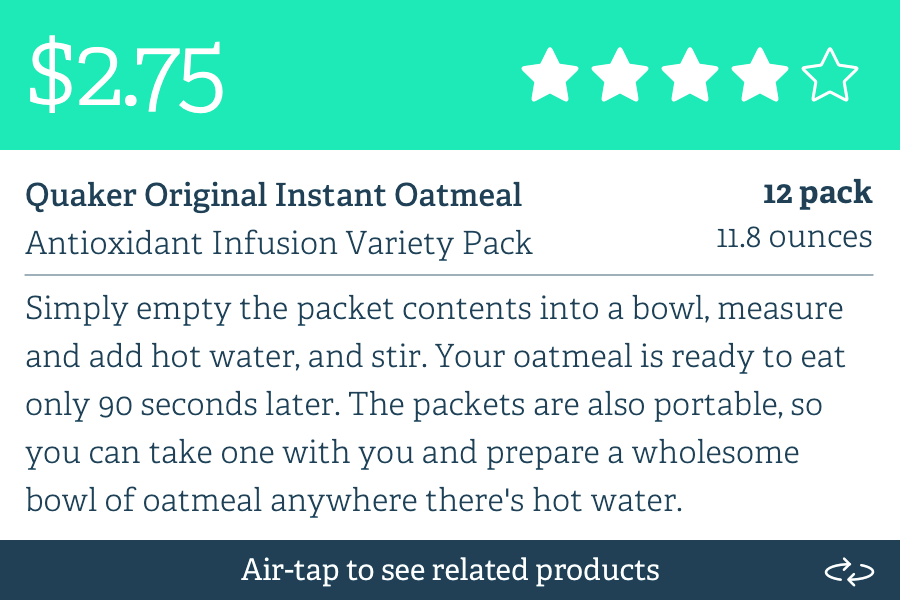 $2.75
Quaker Original Instant Oatmeal
12 pack
Antioxidant Infusion Variety Pack
11.8 ounces
Simply empty the packet contents into a bowl, measure
and add hot water, and stir. Your oatmeal is ready to eat
only 90 seconds later. The packets are also portable, so
you can take one with you and prepare a wholesome
bowl of oatmeal anywhere there's hot water.
Air-tap to see related products